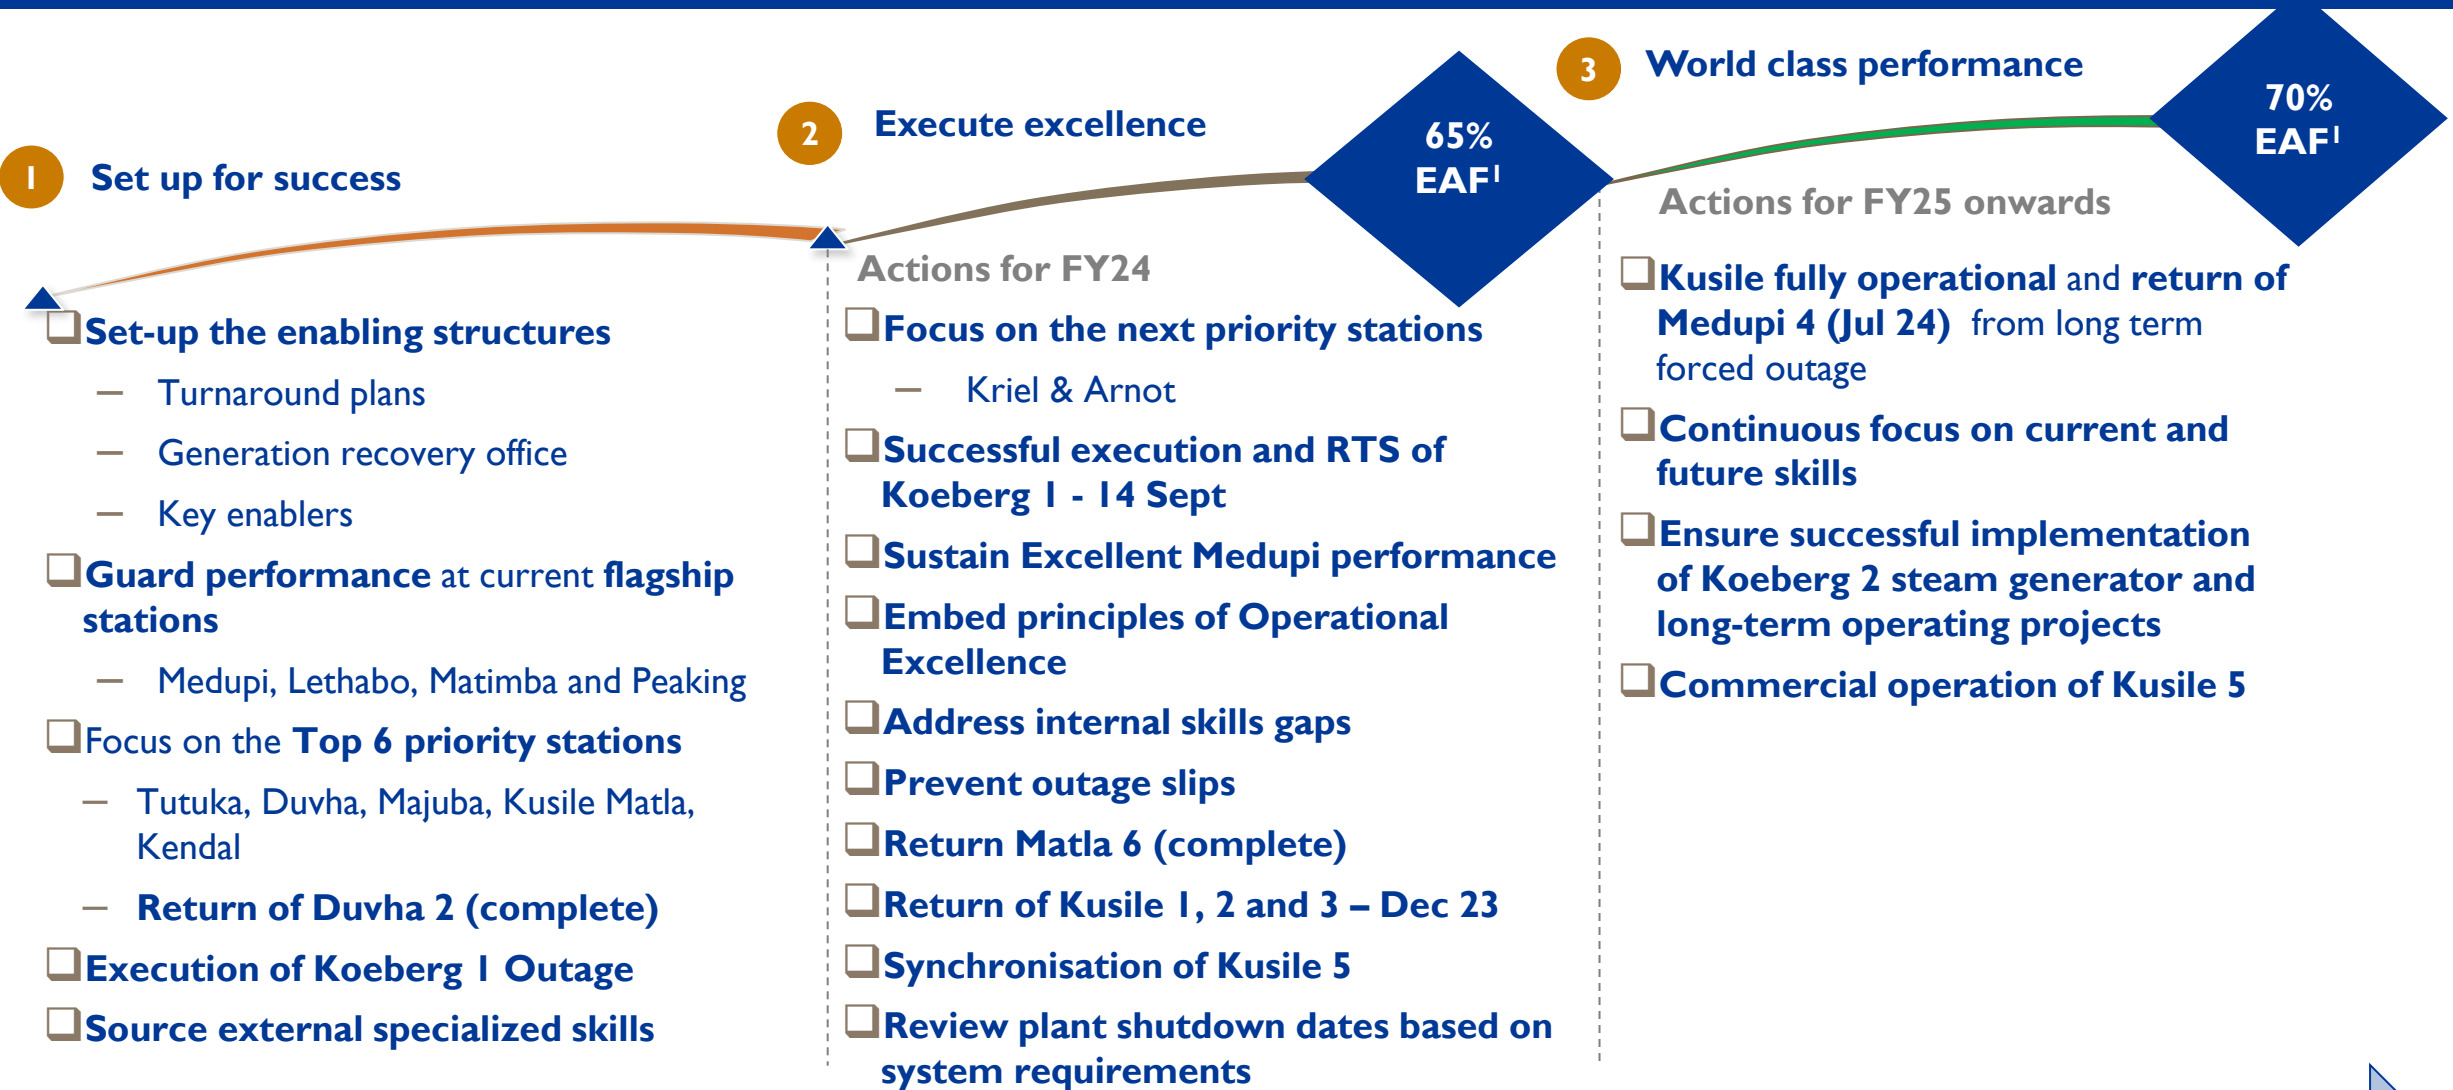 1
Set up for success
Set-up the enabling structures
– Turnaround plans
– Generation recovery office
– Key enablers
Guard performance at current flagship
stations
– Medupi, Lethabo, Matimba and Peaking
Focus on the Top 6 priority stations
– Tutuka, Duvha, Majuba, Kusile Matla,
Kendal
– Return of Duvha 2 (complete)
Execution of Koeberg 1 Outage
Source external specialized skills
2
Execute excellence
65%
EAF¹
Actions for FY24
Focus on the next priority stations
– Kriel & Arnot
Successful execution and RTS of
Koeberg 1 - 14 Sept
Sustain Excellent Medupi performance
Embed principles of Operational
Excellence
Address internal skills gaps
Prevent outage slips
Return Matla 6 (complete)
Return of Kusile 1, 2 and 3 – Dec 23
Synchronisation of Kusile 5
Review plant shutdown dates based on
system requirements
3
World class performance
70%
EAF¹
Actions for FY25 onwards
Kusile fully operational and return of
Medupi 4 (Jul 24) from long term
forced outage
Continuous focus on current and
future skills
Ensure successful implementation
of Koeberg 2 steam generator and
long-term operating projects
Commercial operation of Kusile 5